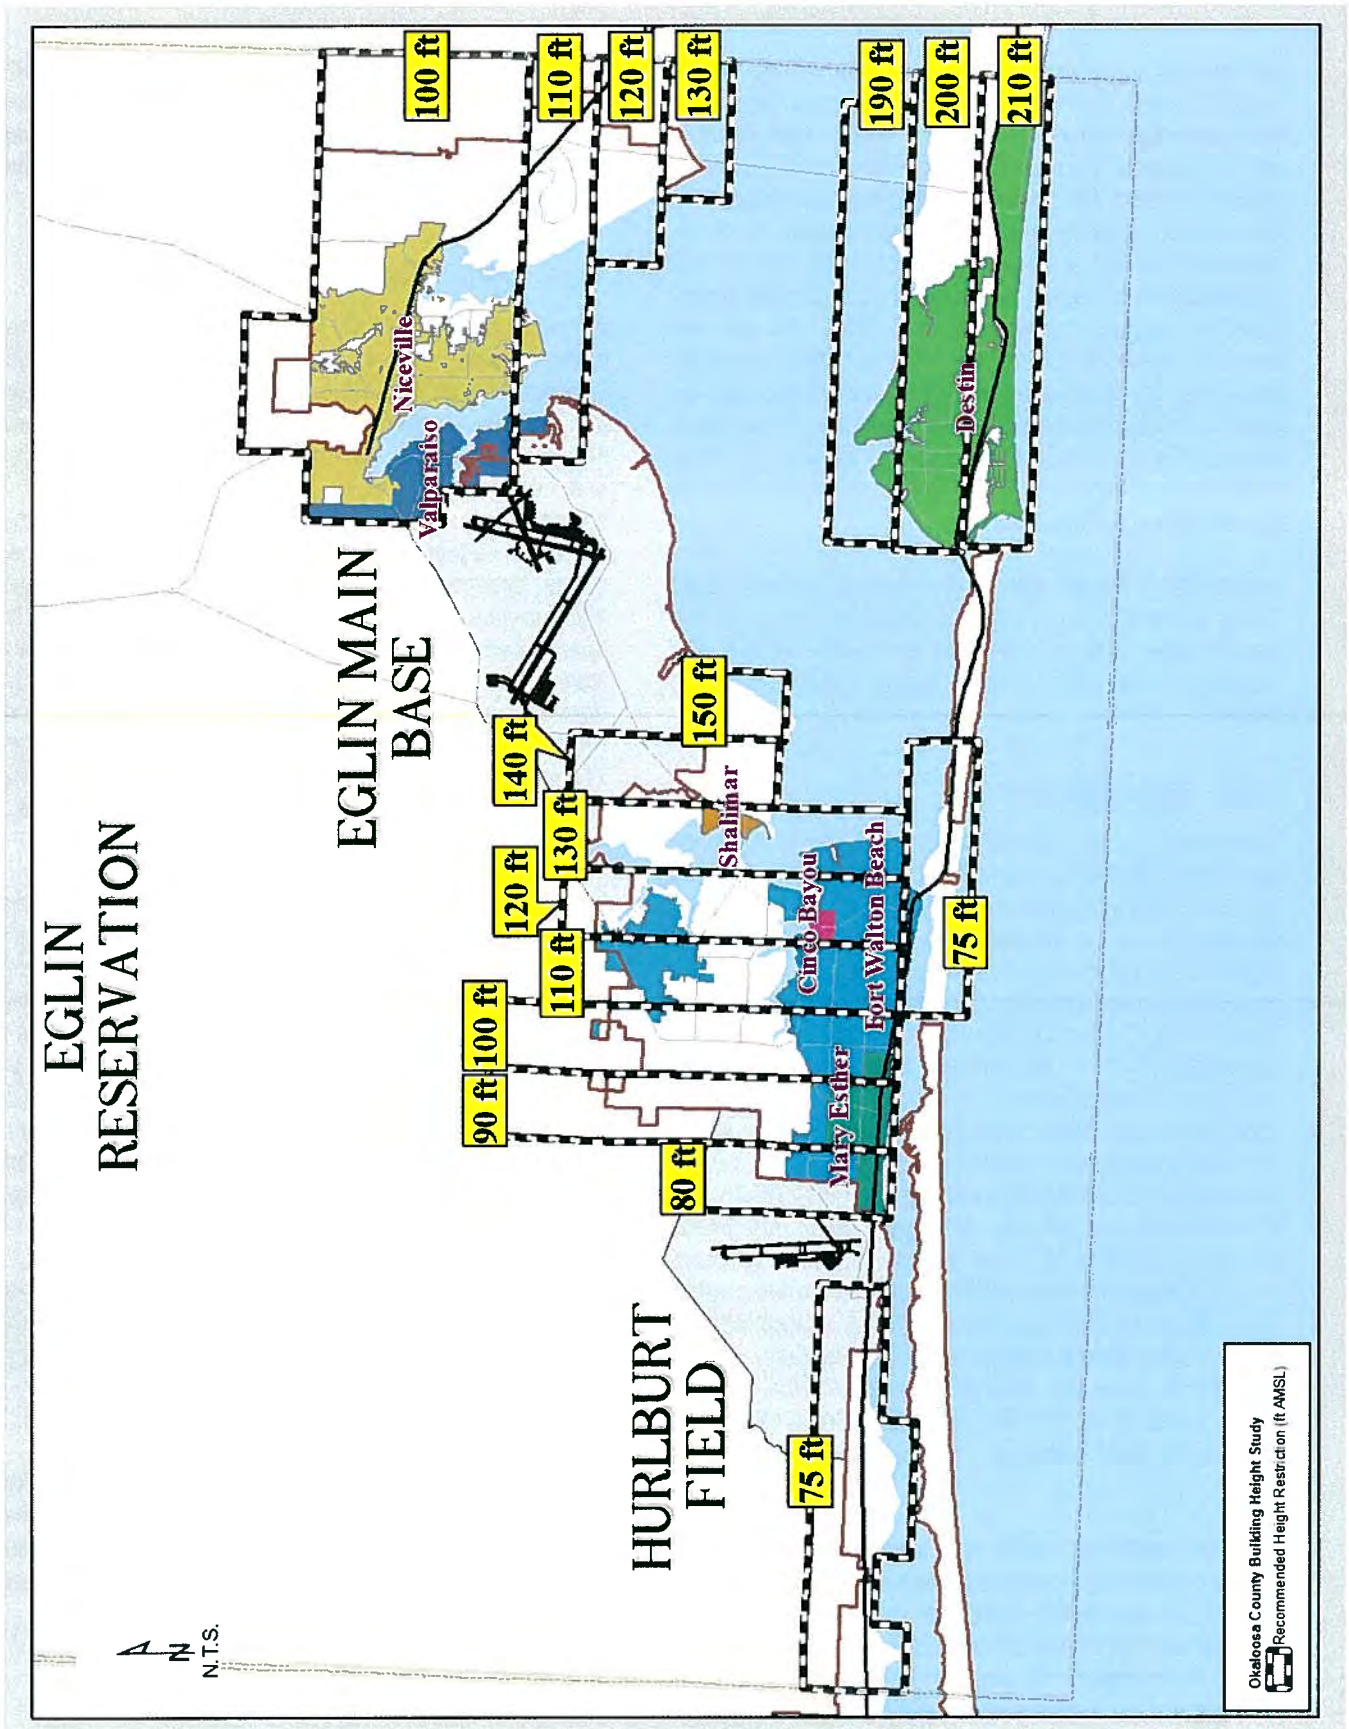 EGLIN
RESERVATION
EGLIN MAIN
BASE
HURLBURT
FIELD
100 ft
110 ft
120 ft
130 ft
190 ft
200 ft
210 ft
Niceville
Valparaiso
Destin
150 ft
140 ft
130 ft
120 ft
110 ft
100 ft
90 ft
80 ft
75 ft
75 ft
Shalimar
Cinco Bayou
Fort Walton Beach
Mary Esther
N
N.T.S.
Okaloosa County Building Height Study
Recommended Height Restriction (ft AMSL)